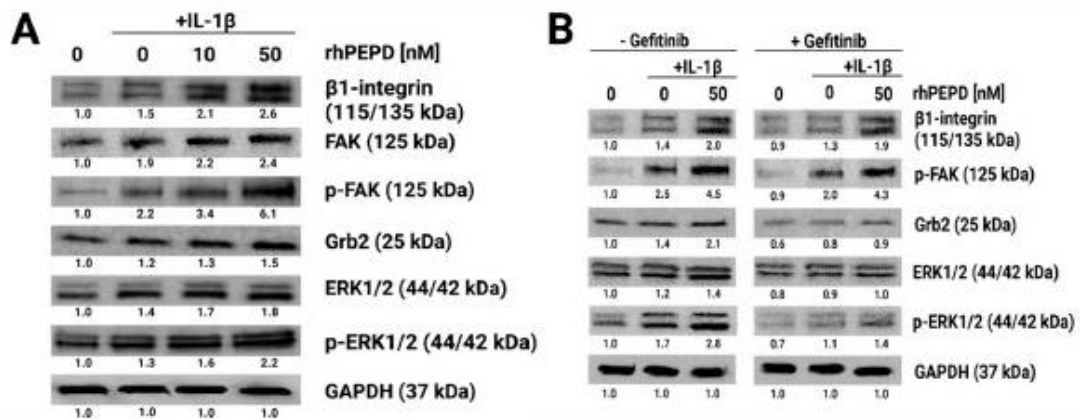 A
+IL-1β
0 0 10 50 rhPEPD [nM]
β1-integrin
(115/135 kDa)
1.0 1.5 2.1 2.6
FAK (125 kDa)
1.0 1.9 2.2 2.4
p-FAK (125 kDa)
1.0 2.2 3.4 6.1
Grb2 (25 kDa)
1.0 1.2 1.3 1.5
ERK1/2 (44/42 kDa)
1.0 1.4 1.7 1.8
p-ERK1/2 (44/42 kDa)
1.0 1.3 1.6 2.2
GAPDH (37 kDa)
1.0 1.0 1.0 1.0
B
- Gefitinib + Gefitinib
+IL-1β +IL-1β
0 0 50 0 0 50 rhPEPD [nM]
β1-integrin
(115/135 kDa)
1.0 1.4 2.0 0.9 1.3 1.9
p-FAK (125 kDa)
1.0 2.5 4.5 0.9 2.0 4.3
Grb2 (25 kDa)
1.0 1.4 2.1 0.6 0.8 0.9
ERK1/2 (44/42 kDa)
1.0 1.2 1.4 0.8 0.9 1.0
p-ERK1/2 (44/42 kDa)
1.0 1.7 2.8 0.7 1.1 1.4
GAPDH (37 kDa)
1.0 1.0 1.0 1.0 1.0 1.0